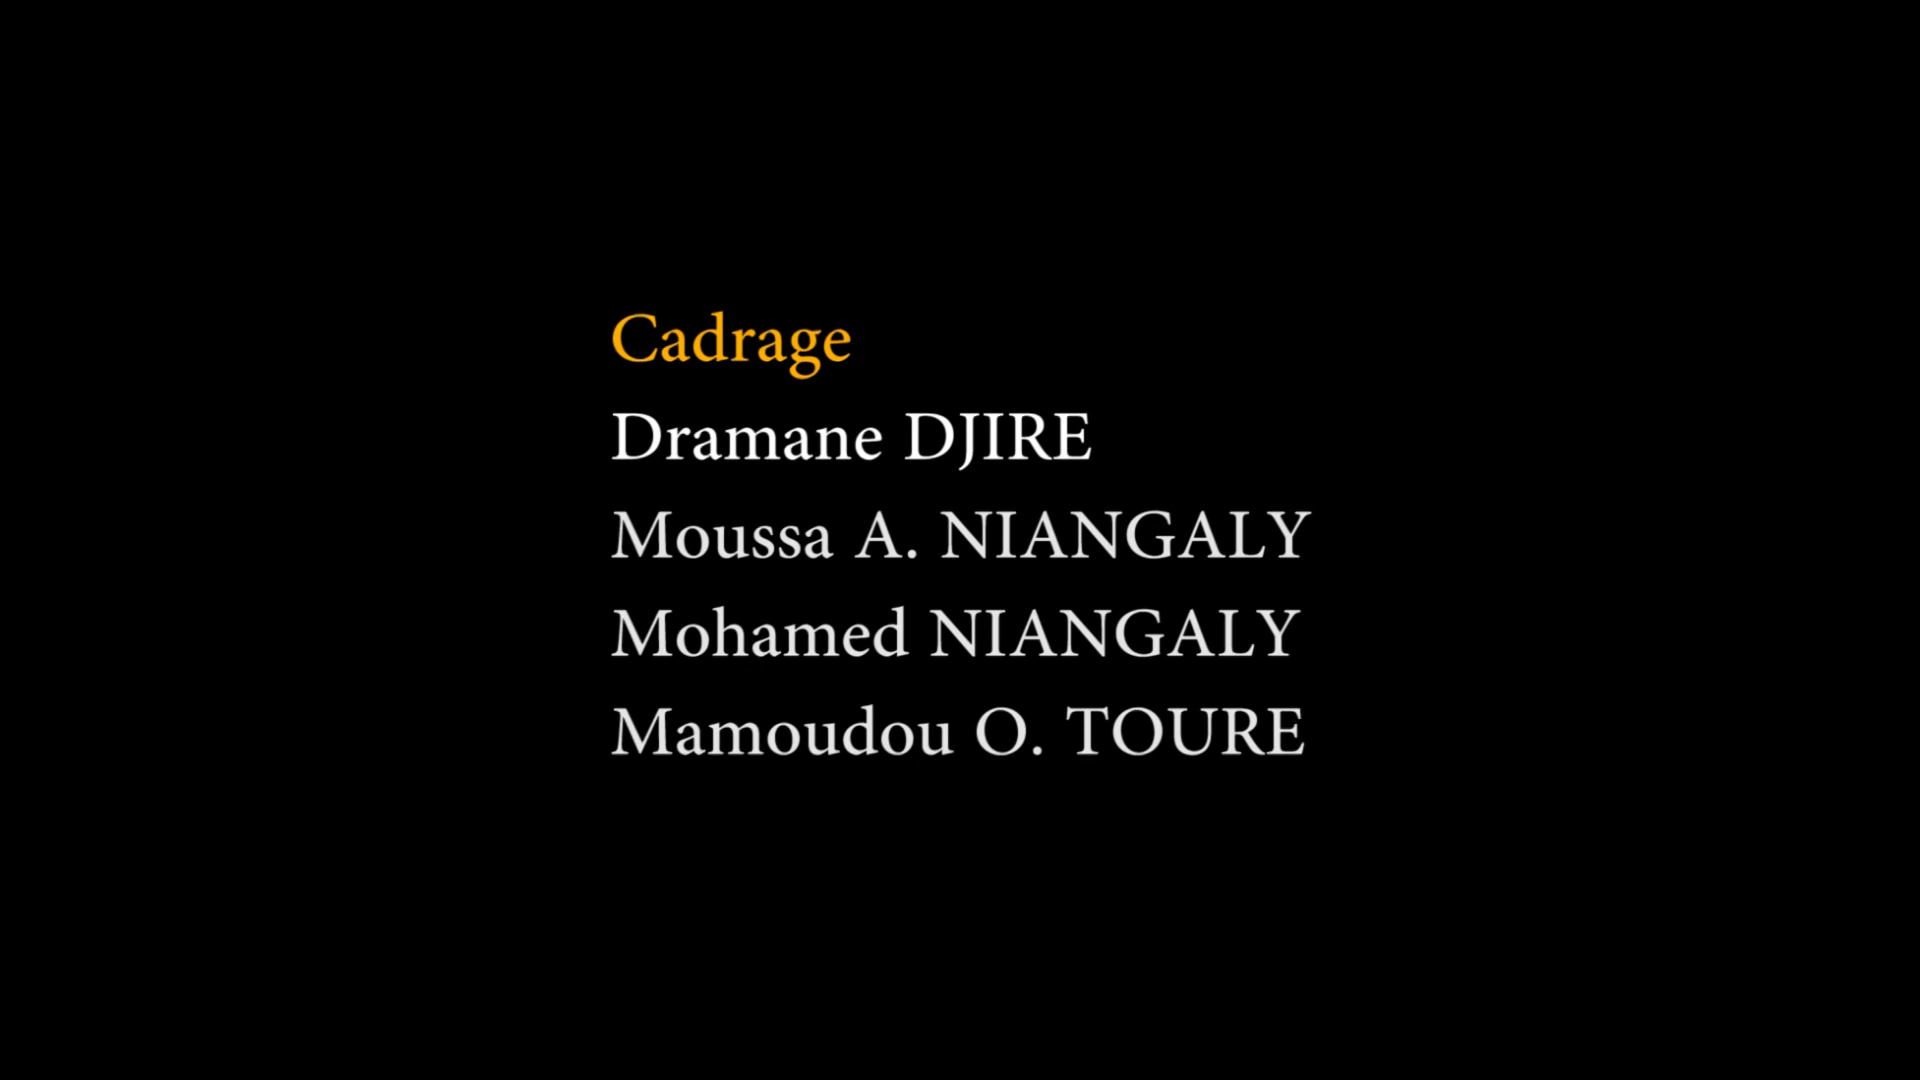 Cadrage
Dramane DJIRE
Moussa A. NIANGALY
Mohamed NIANGALY
Mamoudou O. TOURE